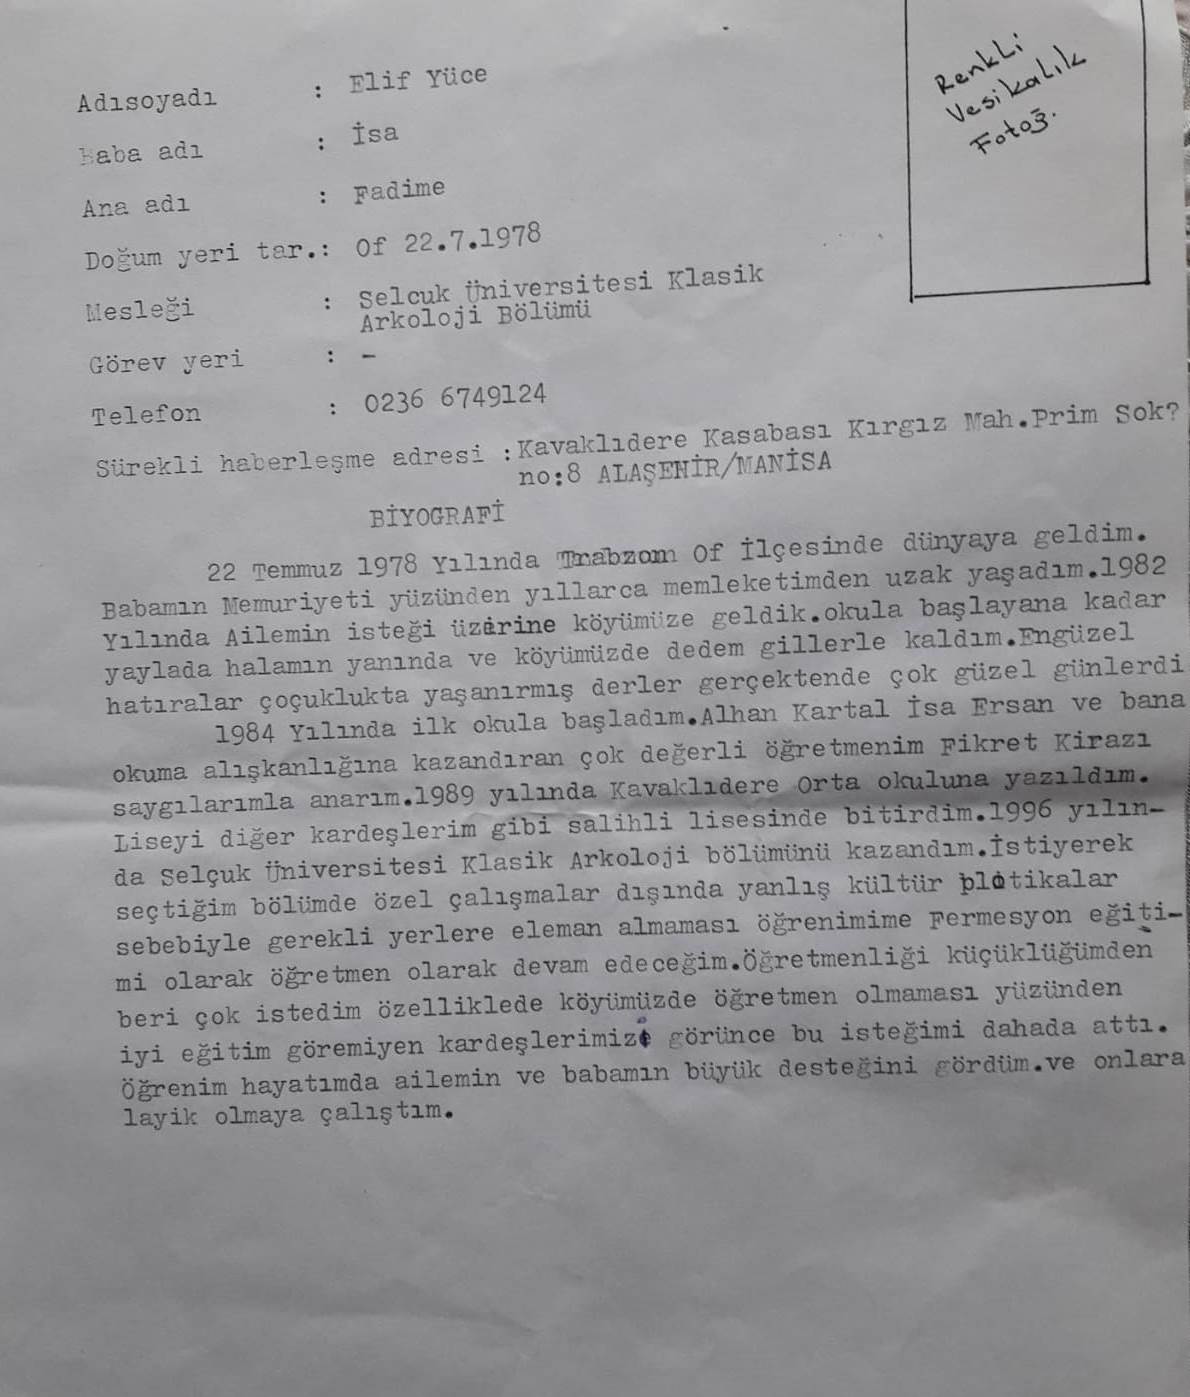 Renkli
Vesikalık
Fotoğ.
Adısoyadı : Elif Yüce
Baba adı : İsa
Ana adı : Fadime
Doğum yeri tar.: Of 22.7.1978
Mesleği : Selcuk Üniversitesi Klasik
Arkoloji Bölümü
Görev yeri : -
Telefon : 0236 6749124
Sürekli haberleşme adresi : Kavaklıdere Kasabası Kırgız Mah.Prim Sok?
no:8 ALAŞEHİR/MANİSA
BİYOGRAFİ
22 Temmuz 1978 Yılında Trabzon Of İlçesinde dünyaya geldim.
Babamın Memuriyeti yüzünden yıllarca memleketimden uzak yaşadım.1982
Yılında Ailemin isteği üzerine köyümüze geldik.okula başlayana kadar
yaylada halamın yanında ve köyümüzde dedem gillerle kaldım.Engüzel
hatıralar çoçuklukta yaşanırmış derler gerçektende çok güzel günlerdi
1984 Yılında ilk okula başladım.Alhan Kartal İsa Ersan ve bana
okuma alışkanlığına kazandıran çok değerli öğretmenim Fikret Kirazı
saygılarımla anarım.1989 yılında Kavaklıdere Orta okuluna yazıldım.
Liseyi diğer kardeşlerim gibi salihli lisesinde bitirdim.1996 yılın-
da Selçuk Üniversitesi Klasik Arkoloji bölümünü kazandım.İstiyerek
seçtiğim bölümde özel çalışmalar dışında yanlış kültür plotikalar
sebebiyle gerekli yerlere eleman almaması öğrenimime Fermesyon eğiti-
mi olarak öğretmen olarak devam edeceğim.Öğretmenliği küçüklüğümden
beri çok istedim özelliklede köyümüzde öğretmen olmaması yüzünden
iyi eğitim göremiyen kardeşlerimizi görünce bu isteğimi dahada attı.
Öğrenim hayatımda ailemin ve babamın büyük desteğini gördüm.ve onlara
layik olmaya çalıştım.